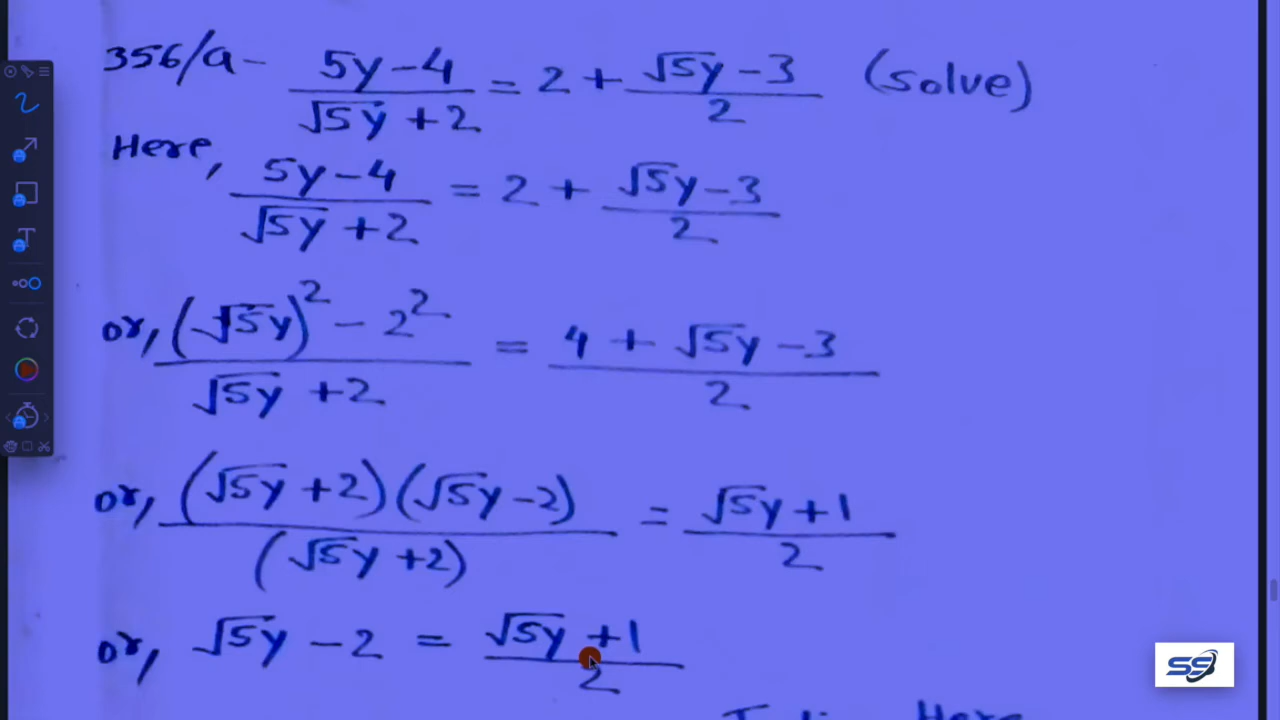 356/a- (5y-4)/(√5y+2) = 2 + (√5y-3)/2 (Solve)
Here,
(5y-4)/(√5y+2) = 2 + (√5y-3)/2
or, ((√5y)²-2²)/(√5y+2) = (4+√5y-3)/2
or, (√5y+2)(√5y-2)/(√5y+2) = (√5y+1)/2
or, √5y-2 = (√5y+1)/2
Here
T
SS